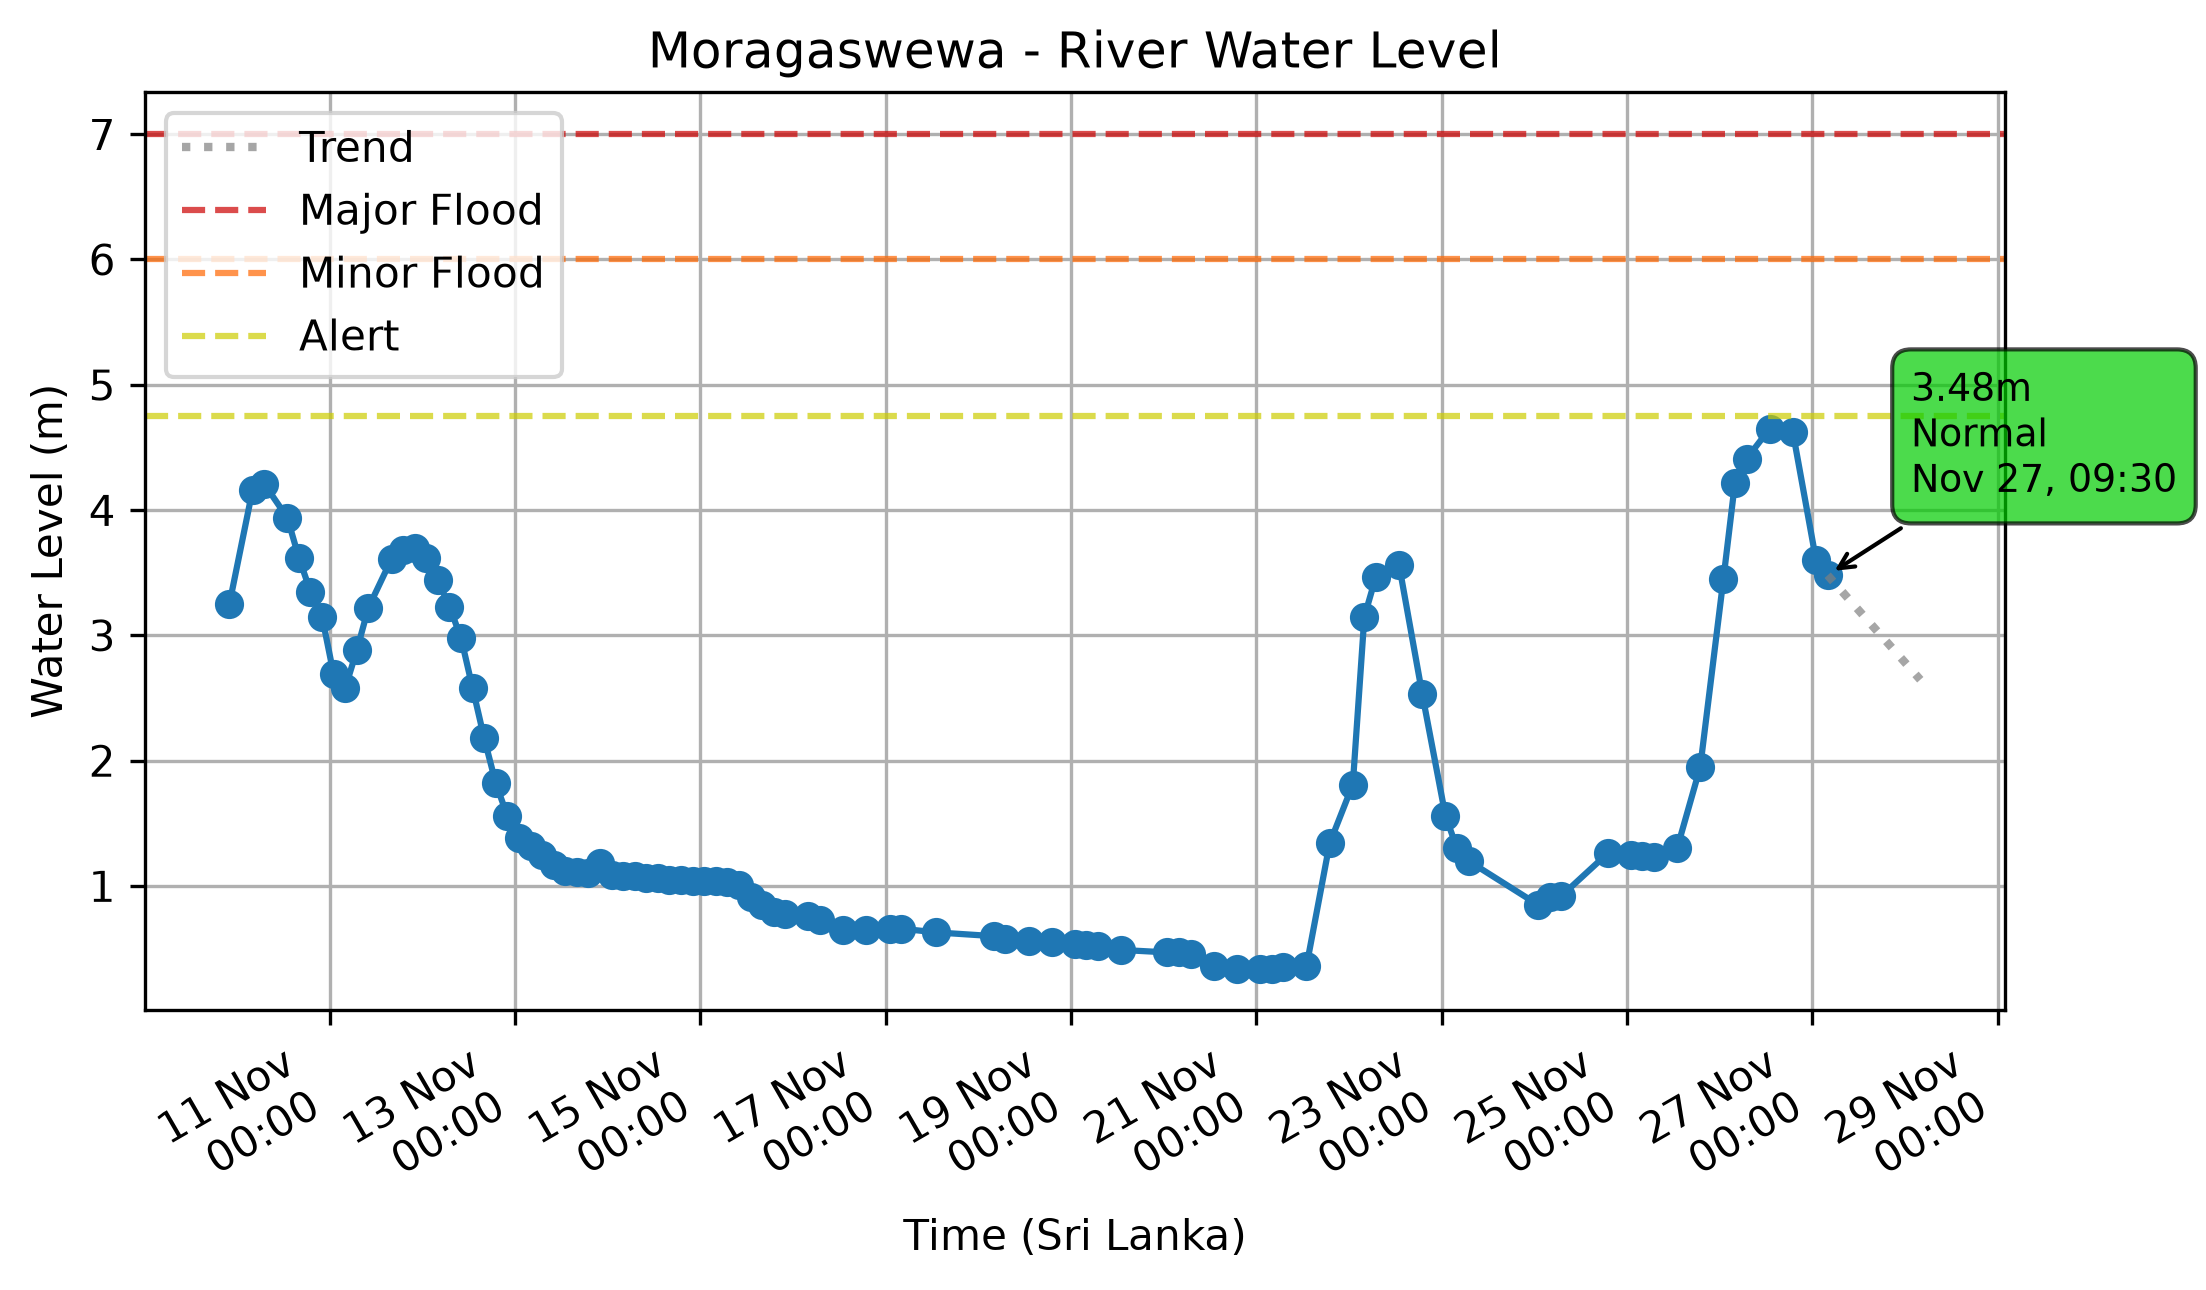 Moragaswewa - River Water Level
Trend
Major Flood
Minor Flood
Alert
7
6
5
4
3
2
1
Water Level (m)
3.48m
Normal
Nov 27, 09:30
11 Nov
00:00
13 Nov
00:00
15 Nov
00:00
17 Nov
00:00
19 Nov
00:00
21 Nov
00:00
23 Nov
00:00
25 Nov
00:00
27 Nov
00:00
29 Nov
00:00
Time (Sri Lanka)